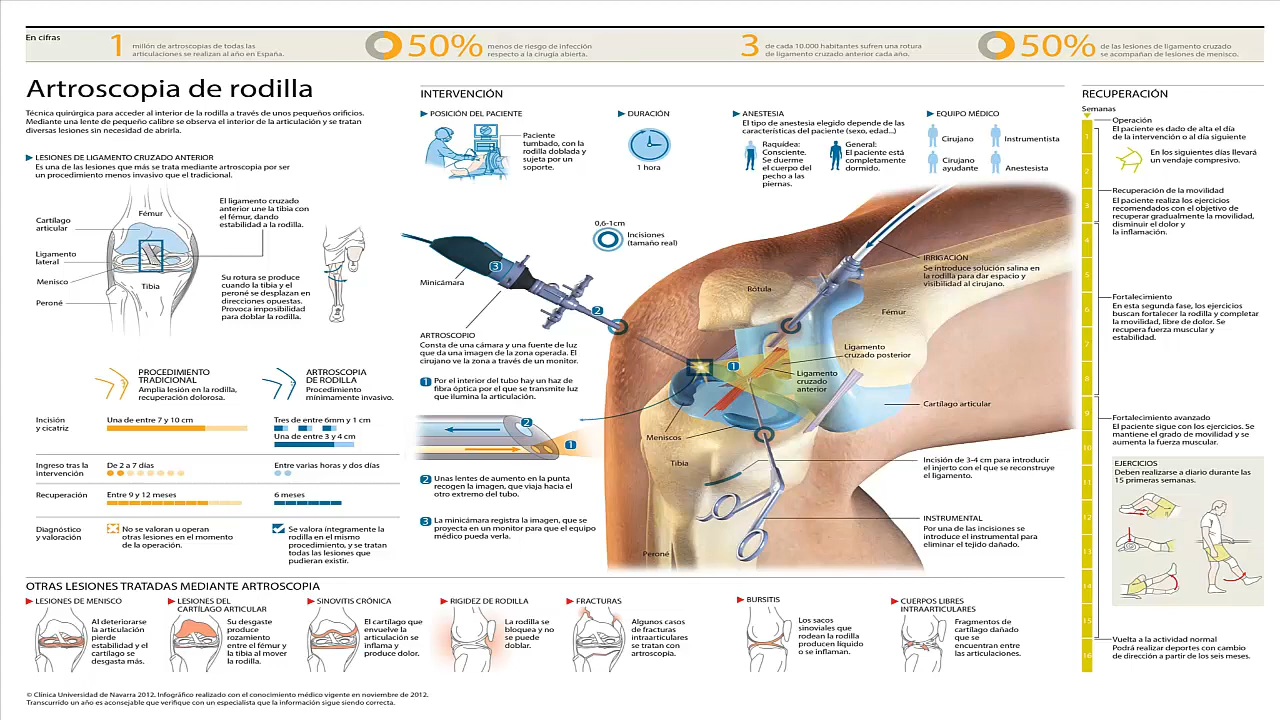 En cifras
1 millón de artroscopias de todas las
articulaciones se realizan al año en España.
50% menos de riesgo de infección
respecto a la cirugía abierta.
3 de cada 10.000 habitantes sufren una rotura
de ligamento cruzado anterior cada año.
50% de las lesiones de ligamento cruzado
se acompañan de lesiones de menisco.
Artroscopia de rodilla
Técnica quirúrgica para acceder al interior de la rodilla a través de unos pequeños orificios.
Mediante una lente de pequeño calibre se observa el interior de la articulación y se tratan
diversas lesiones sin necesidad de abrirla.
LESIONES DE LIGAMENTO CRUZADO ANTERIOR
Es una de las lesiones que más se trata mediante artroscopia por ser
un procedimiento menos invasivo que el tradicional.
Fémur
Cartílago
articular
Ligamento
lateral
Menisco
Peroné
Tibia
El ligamento cruzado
anterior une la tibia con
el fémur, dando
estabilidad a la rodilla.
Su rotura se produce
cuando la tibia y el
peroné se desplazan en
direcciones opuestas.
Provoca imposibilidad
para doblar la rodilla.
PROCEDIMIENTO
TRADICIONAL
Amplia lesión en la rodilla,
recuperación dolorosa.
ARTROSCOPIA
DE RODILLA
Procedimiento
mínimamente invasivo.
Incisión
y cicatriz
Una de entre 7 y 10 cm
Tres de entre 6mm y 1 cm
Una de entre 3 y 4 cm
Ingreso tras la
intervención
De 2 a 7 días
Entre varias horas y dos días
Recuperación
Entre 9 y 12 meses
6 meses
Diagnóstico
y valoración
No se valoran u operan
otras lesiones en el momento
de la operación.
Se valora íntegramente la
rodilla en el mismo
procedimiento, y se tratan
todas las lesiones que
pudieran existir.
INTERVENCIÓN
POSICIÓN DEL PACIENTE
Paciente
tumbado, con la
rodilla doblada y
sujeta por un
soporte.
DURACIÓN
1 hora
ANESTESIA
El tipo de anestesia elegido depende de las
características del paciente (sexo, edad...)
Raquídea:
Consciente.
Se duerme
el cuerpo del
pecho a las
piernas.
General:
El paciente está
completamente
dormido.
EQUIPO MÉDICO
Cirujano
Instrumentista
Cirujano
ayudante
Anestesista
0,6-1cm
Incisiones
(tamaño real)
3
Minicámara
2
ARTROSCOPIO
Consta de una cámara y una fuente de luz
que da una imagen de la zona operada. El
cirujano ve la zona a través de un monitor.
1 Por el interior del tubo hay un haz de
fibra óptica por el que se transmite luz
que ilumina la articulación.
2
1
2 Unas lentes de aumento en la punta
recogen la imagen, que viaja hacia el
otro extremo del tubo.
3 La minicámara registra la imagen, que se
proyecta en un monitor para que el equipo
médico pueda verla.
IRRIGACIÓN
Se introduce solución salina en
la rodilla para dar espacio y
visibilidad al cirujano.
Rótula
Fémur
Ligamento
cruzado posterior
1
Ligamento
cruzado
anterior
Cartílago articular
Meniscos
Tibia
Incisión de 3-4 cm para introducir
el injerto con el que se reconstruye
el ligamento.
INSTRUMENTAL
Por una de las incisiones se
introduce el instrumental para
eliminar el tejido dañado.
Peroné
RECUPERACIÓN
Semanas
1
2
3
4
5
6
7
8
9
10
11
12
13
14
15
16
Operación
El paciente es dado de alta el día
de la intervención o al día siguiente
En los siguientes días llevará
un vendaje compresivo.
Recuperación de la movilidad
El paciente realiza los ejercicios
recomendados con el objetivo de
recuperar gradualmente la movilidad,
disminuir el dolor y
la inflamación.
Fortalecimiento
En esta segunda fase, los ejercicios
buscan fortalecer la rodilla y completar
la movilidad, libre de dolor. Se
recupera fuerza muscular y
estabilidad.
Fortalecimiento avanzado
El paciente sigue con los ejercicios. Se
mantiene el grado de movilidad y se
aumenta la fuerza muscular.
EJERCICIOS
Deben realizarse a diario durante las
15 primeras semanas.
Vuelta a la actividad normal
Podrá realizar deportes con cambio
de dirección a partir de los seis meses.
OTRAS LESIONES TRATADAS MEDIANTE ARTROSCOPIA
LESIONES DE MENISCO
Al deteriorarse
la articulación
pierde
estabilidad y el
cartílago se
desgasta más.
LESIONES DEL
CARTÍLAGO ARTICULAR
Su desgaste
produce
rozamiento
entre el fémur y
la tibia al mover
la rodilla.
SINOVITIS CRÓNICA
El cartílago que
envuelve la
articulación se
inflama y
produce dolor.
RIGIDEZ DE RODILLA
La rodilla se
bloquea y no
se puede
doblar.
FRACTURAS
Algunos casos
de fracturas
intraarticulares
se tratan con
artroscopia.
BURSITIS
Los sacos
sinoviales que
rodean la rodilla
producen líquido
o se inflaman.
CUERPOS LIBRES
INTRAARTICULARES
Fragmentos de
cartílago dañado
que se
encuentran entre
las articulaciones.
© Clínica Universidad de Navarra 2012. Infográfico realizado con el conocimiento médico vigente en noviembre de 2012.
Transcurrido un año es aconsejable que verifique con un especialista que la información sigue siendo correcta.